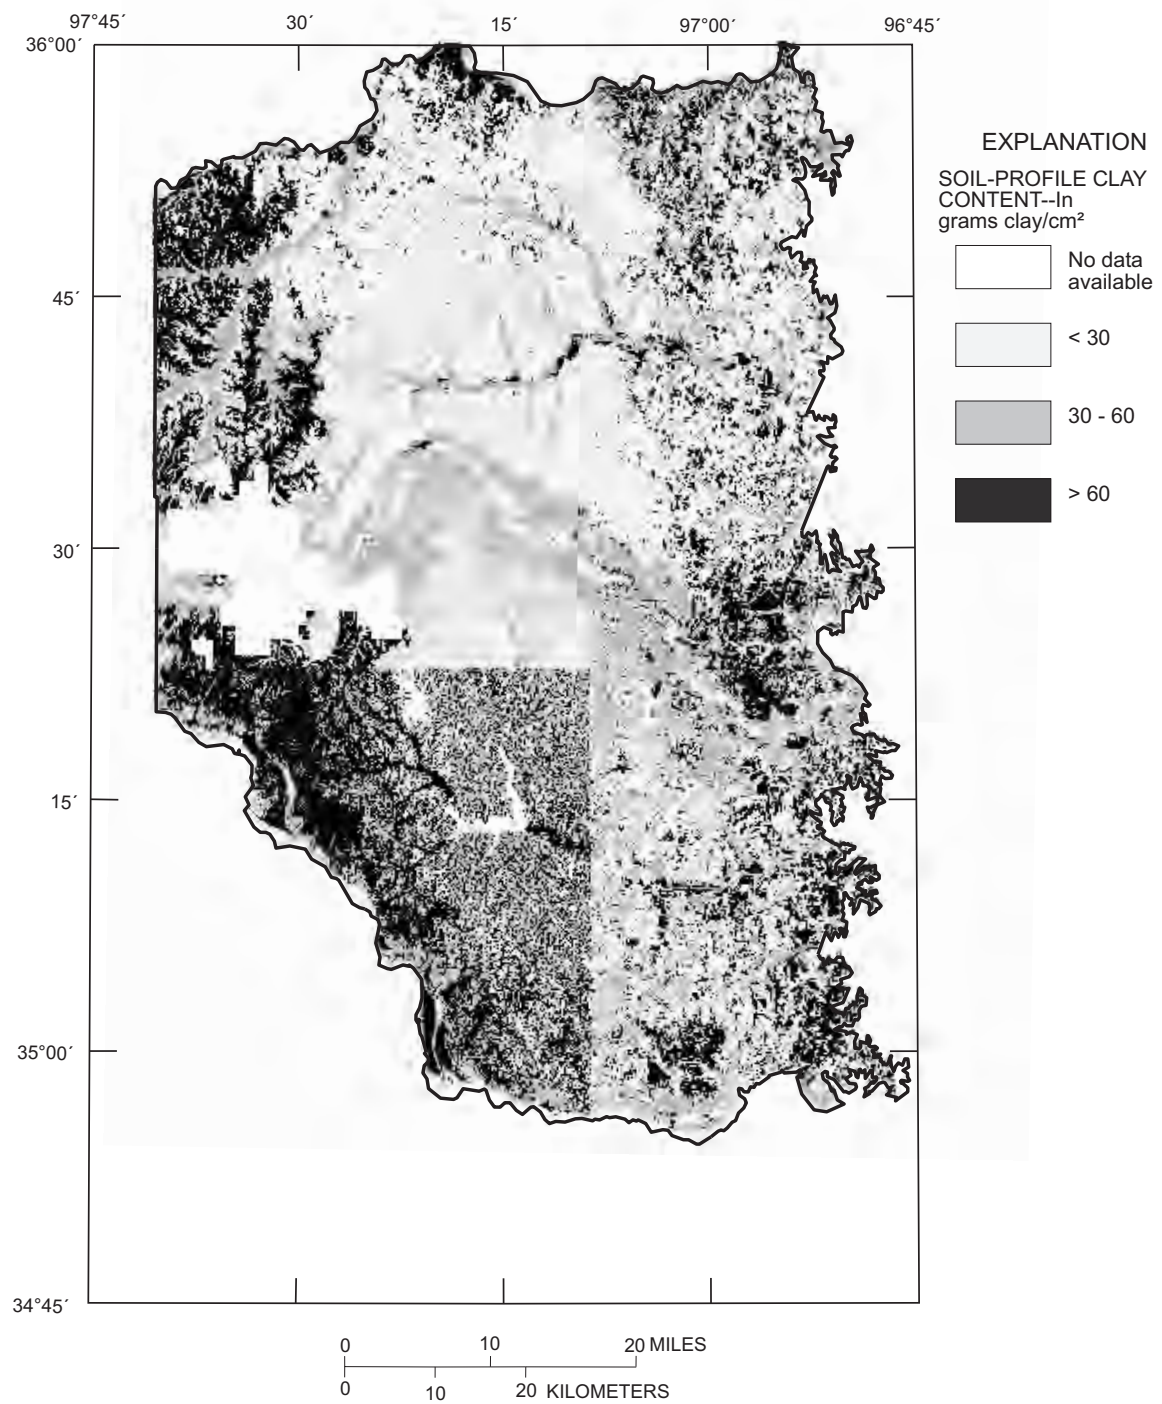 97°45´ 30´ 15´ 97°00´ 96°45´
36°00´
EXPLANATION
SOIL-PROFILE CLAY
CONTENT--In
grams clay/cm²
No data
available
45´
< 30
30 - 60
> 60
30´
15´
35°00´
34°45´
0 10 20 MILES
0 10 20 KILOMETERS